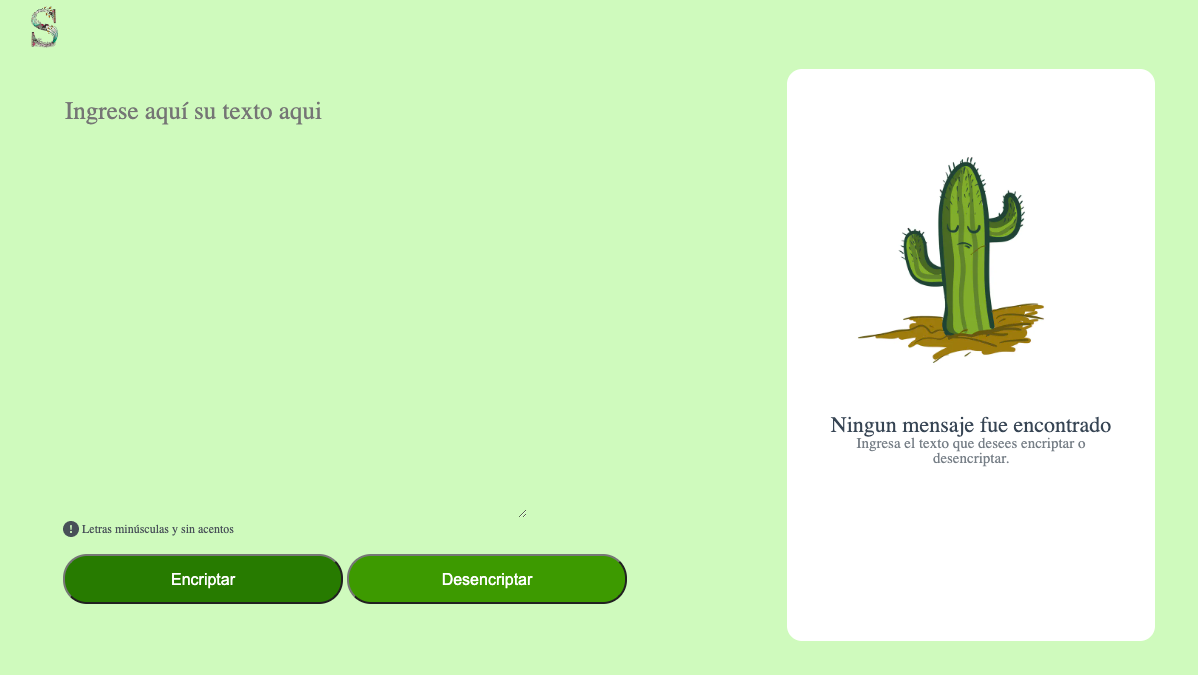 S
Ingrese aquí su texto aqui
Ningun mensaje fue encontrado
Ingresa el texto que desees encriptar o
desencriptar.
! Letras minúsculas y sin acentos
Encriptar
Desencriptar